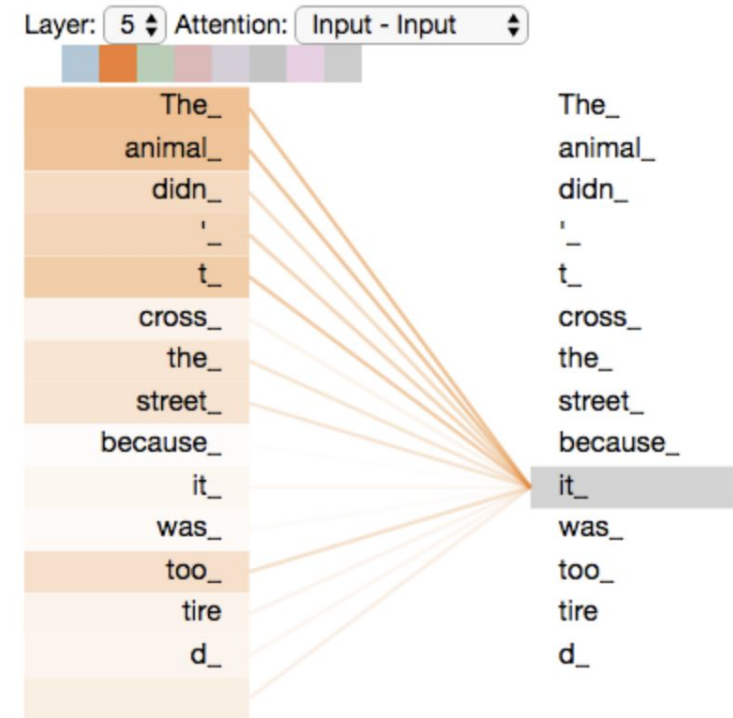 Layer: 5 Attention: Input - Input
The_ The_
animal_ animal_
didn_ didn_
'_ '_
t_ t_
cross_ cross_
the_ the_
street_ street_
because_ because_
it_ it_
was_ was_
too_ too_
tire tire
d_ d_